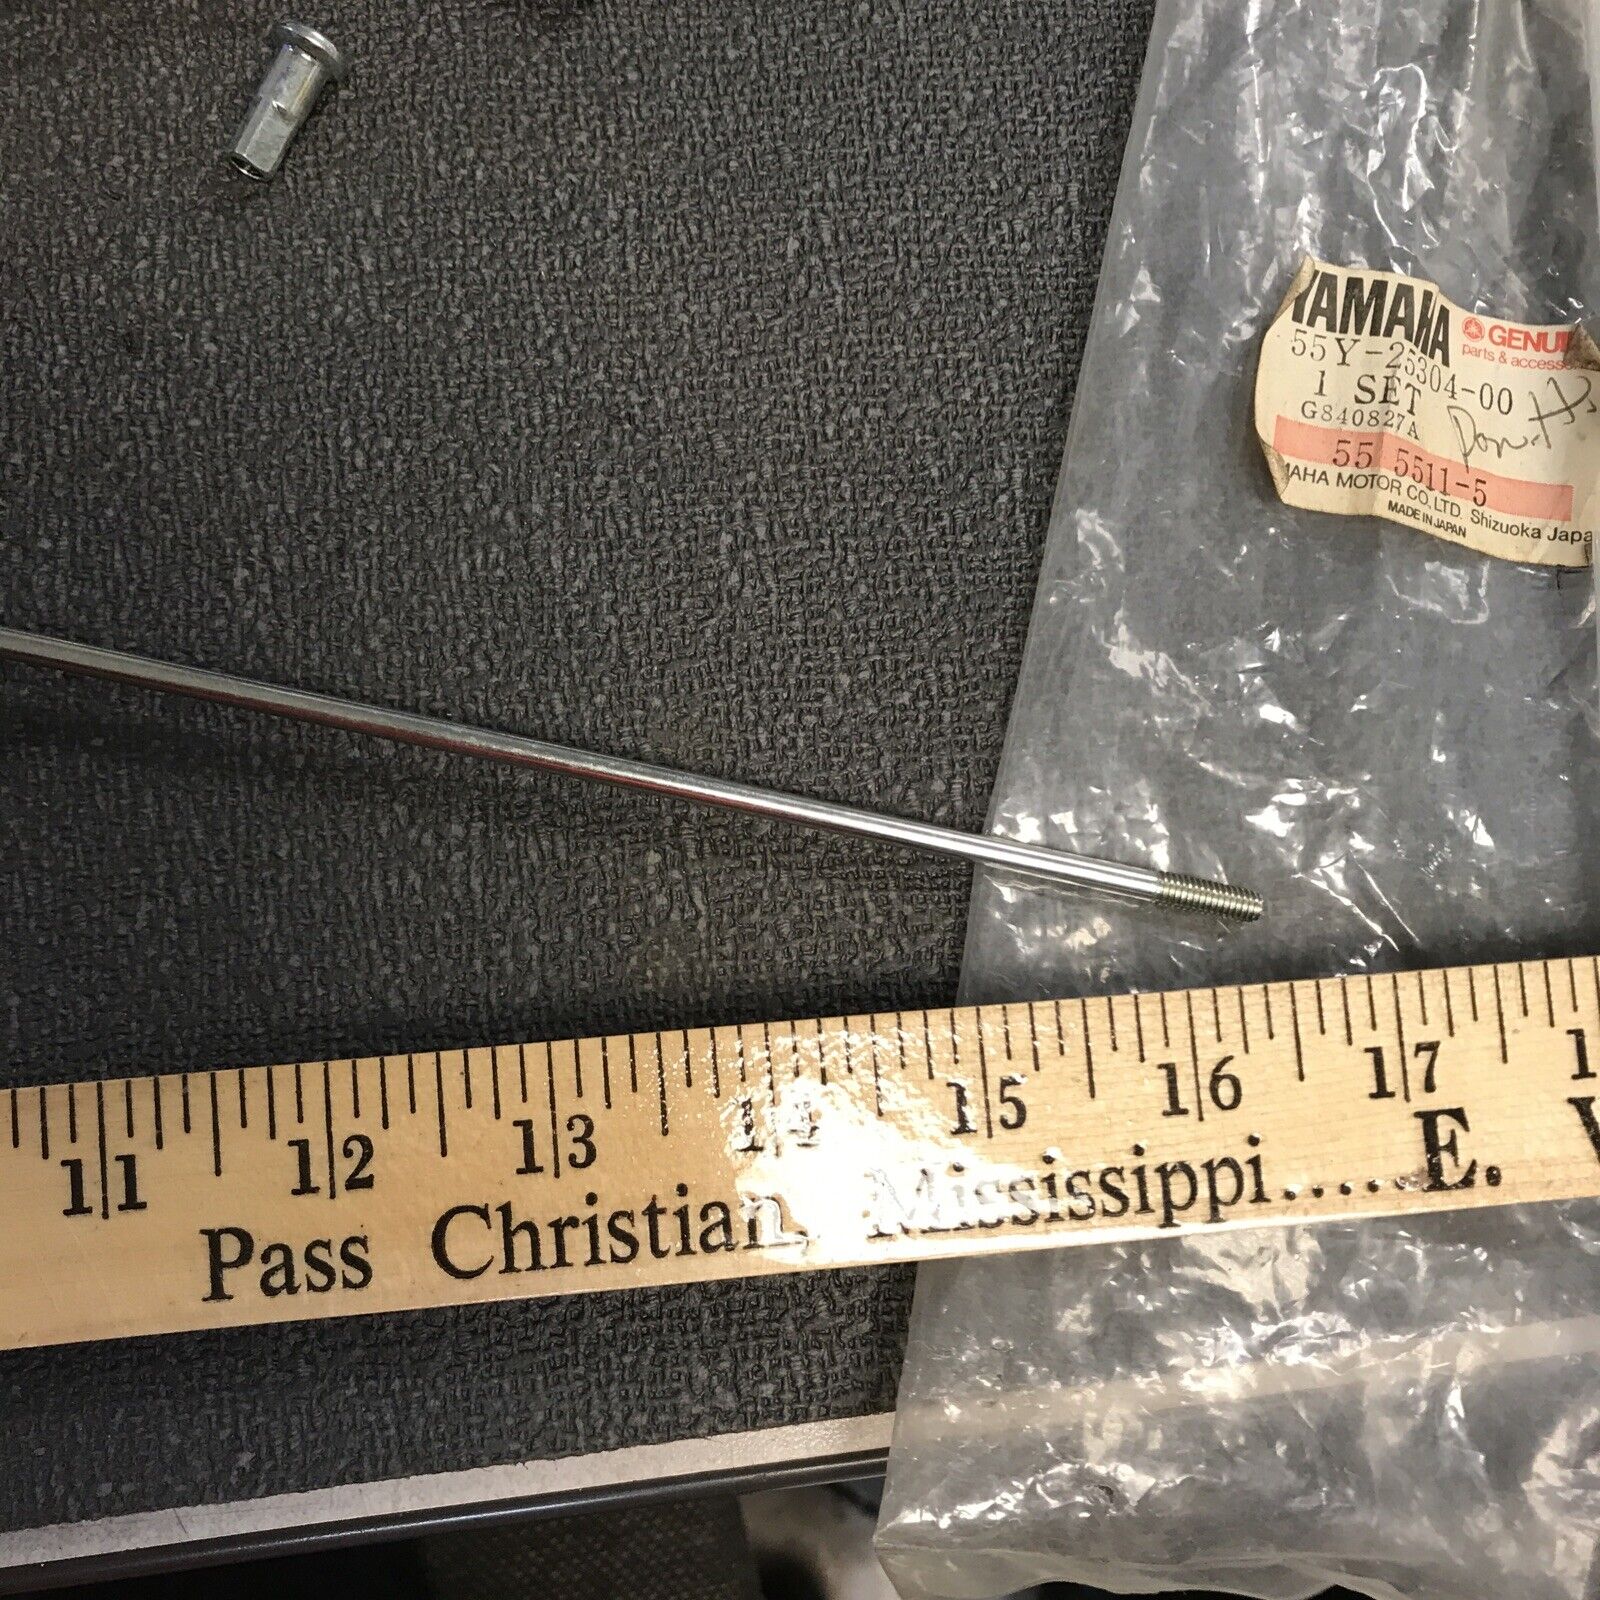 YAMAHA GENUI
parts & access
55Y-25304-00
1 SET
G840827A
55 5511-5
MAHA MOTOR CO., LTD. Shizuoka Japa
MADE IN JAPAN
11 12 13 14 15 16 17 1
Pass Christian, Mississippi.....E. W